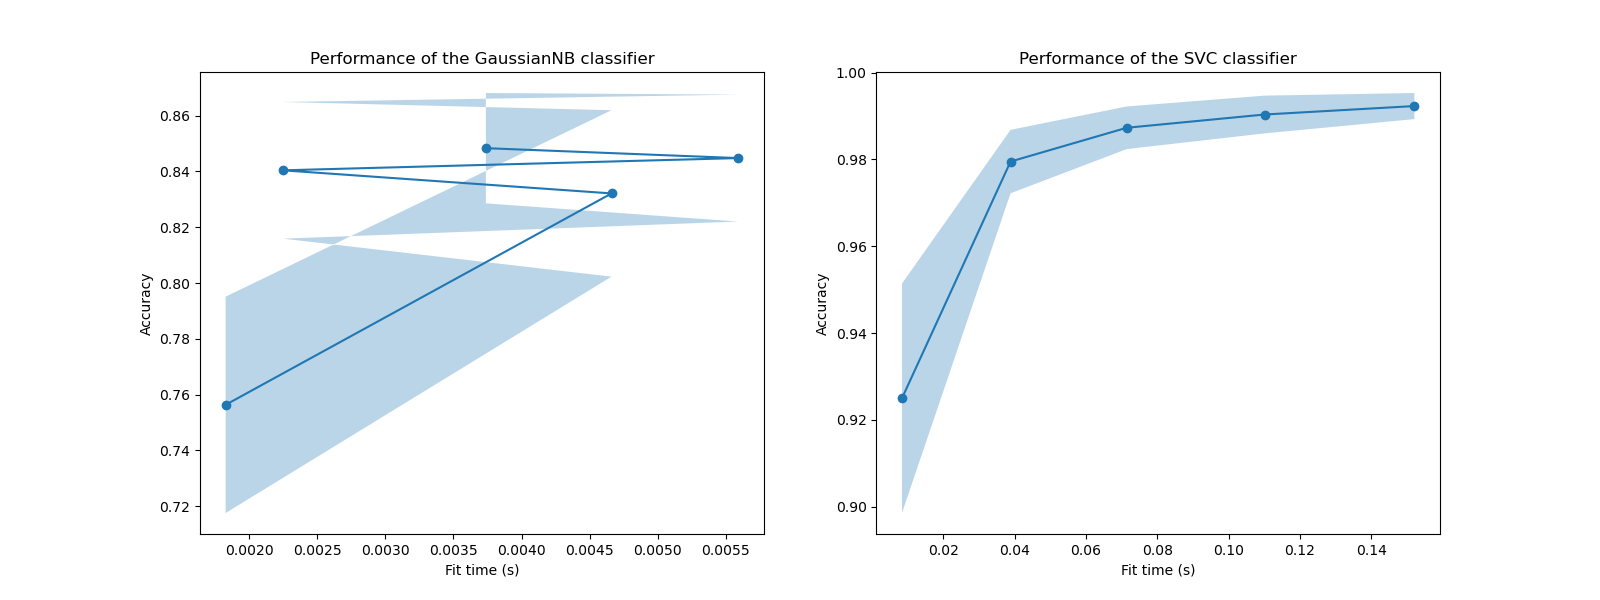 Performance of the GaussianNB classifier
Accuracy
0.86
0.84
0.82
0.80
0.78
0.76
0.74
0.72
0.0020 0.0025 0.0030 0.0035 0.0040 0.0045 0.0050 0.0055
Fit time (s)
Performance of the SVC classifier
Accuracy
1.00
0.98
0.96
0.94
0.92
0.90
0.02 0.04 0.06 0.08 0.10 0.12 0.14
Fit time (s)